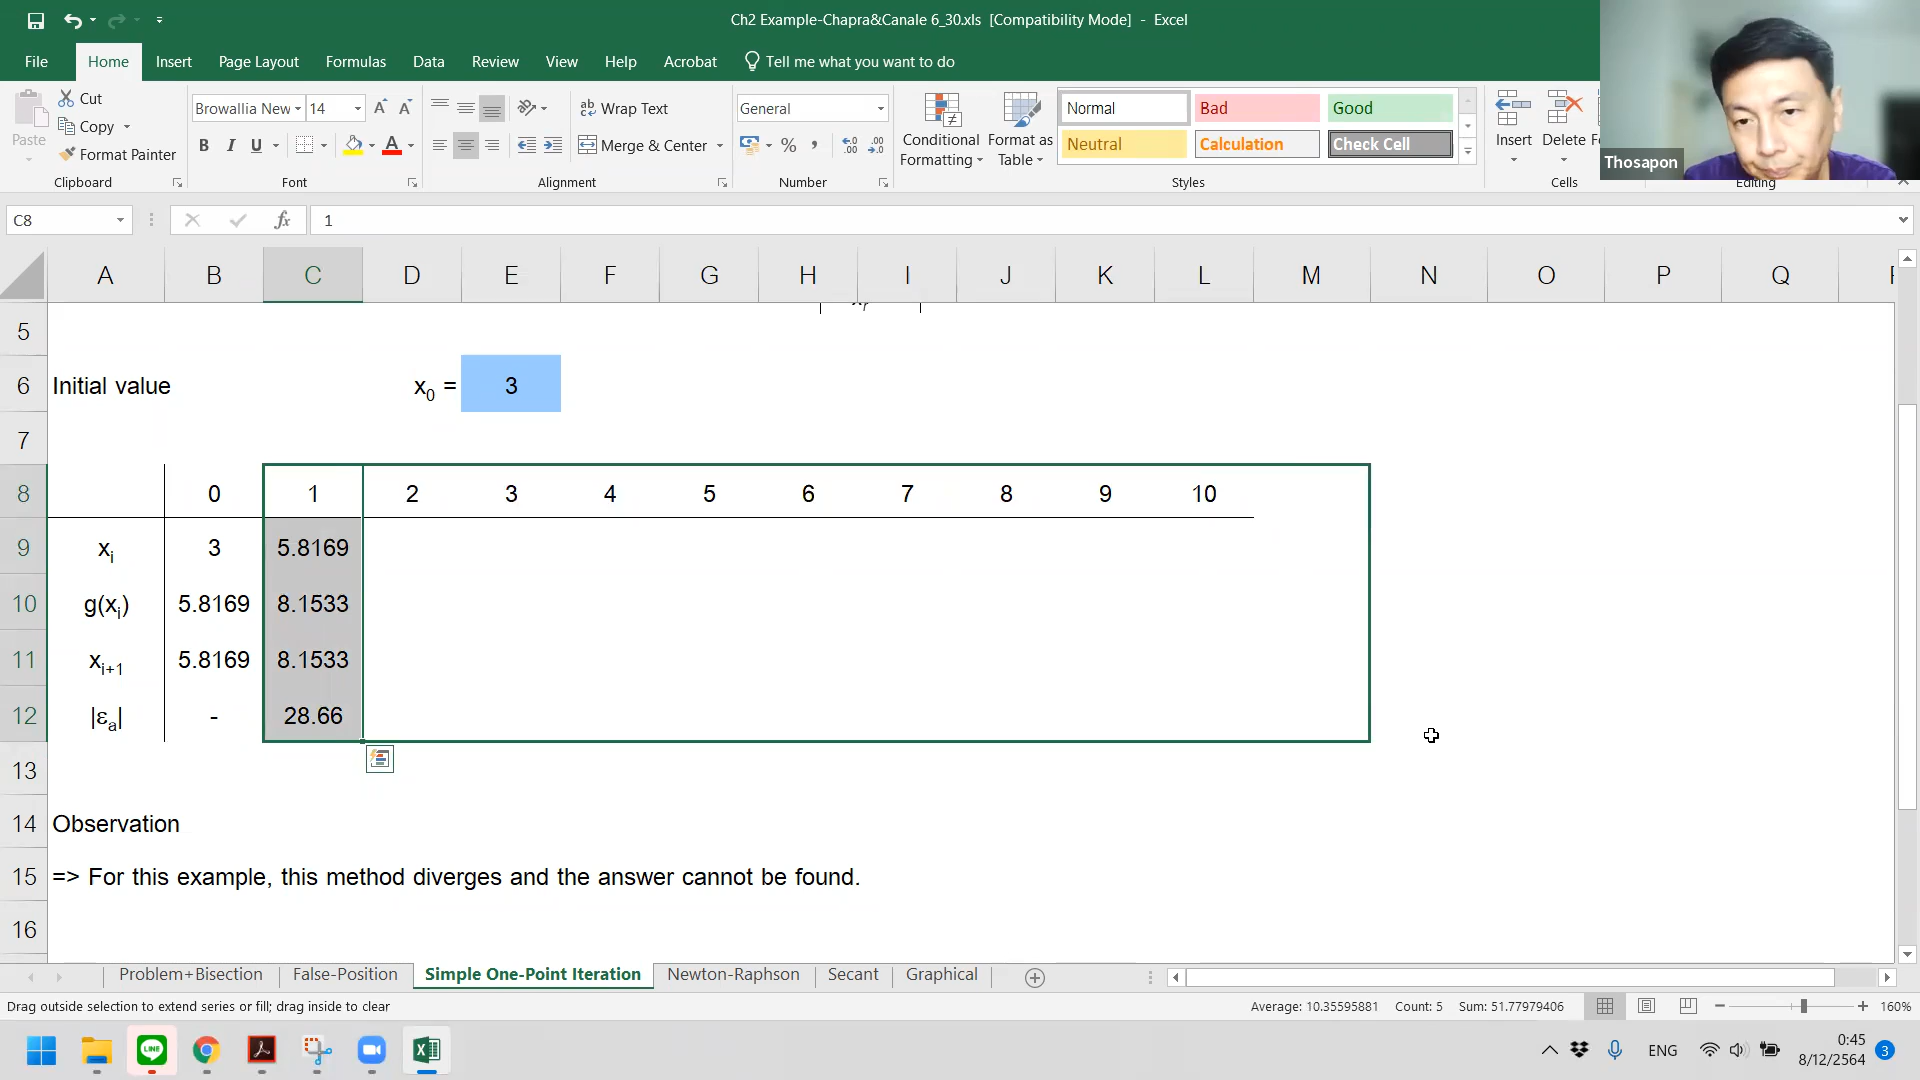 Ch2 Example-Chapra&Canale 6_30.xls [Compatibility Mode] - Excel
File Home Insert Page Layout Formulas Data Review View Help Acrobat Tell me what you want to do
Cut
Copy
Format Painter
Paste
Clipboard
Browallia New 14
B I U
Font
Wrap Text
Merge & Center
Alignment
General
Number
Conditional Formatting
Format as Table
Normal Bad Good
Neutral Calculation Check Cell
Styles
Insert Delete
Cells
Editing
Thosapon
C8 fx 1
A B C D E F G H I J K L M N O P Q
5
6 Initial value x0 = 3
7
8 0 1 2 3 4 5 6 7 8 9 10
9 xi 3 5.8169
10 g(xi) 5.8169 8.1533
11 xi+1 5.8169 8.1533
12 |εa| - 28.66
13
14 Observation
15 => For this example, this method diverges and the answer cannot be found.
16
Problem+Bisection False-Position Simple One-Point Iteration Newton-Raphson Secant Graphical
Drag outside selection to extend series or fill; drag inside to clear
Average: 10.35595881 Count: 5 Sum: 51.77979406 160%
LINE
ENG
0:45
8/12/2564
3